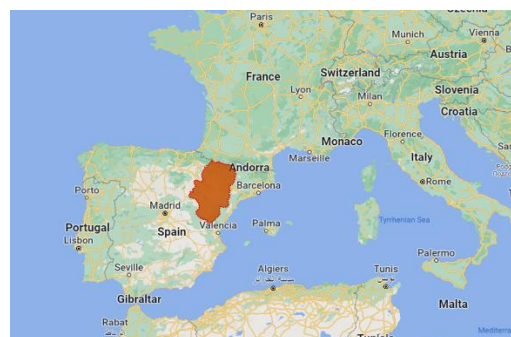 Paris
Munich
Vienna
Austria
France
Switzerland
Lyon
Milan
Slovenia
Croatia
Monaco
Florence
Marseille
Italy
Andorra
Rome
Porto
Barcelona
Madrid
Portugal
Lisbon
Spain
Valencia
Palma
Tyrrhenian Sea
Seville
Palermo
Algiers
Tunis
Gibraltar
Malta
Rabat